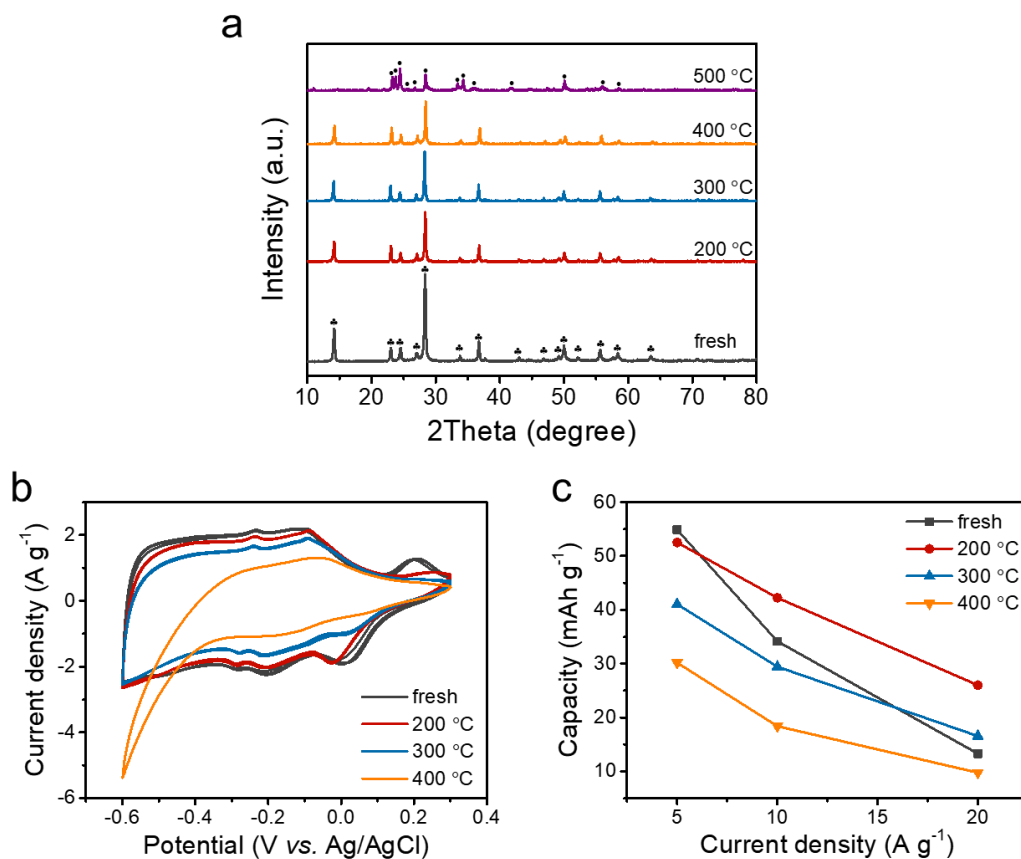 a
500 °C
400 °C
300 °C
200 °C
fresh
Intensity (a.u.)
10 20 30 40 50 60 70 80
2Theta (degree)
b
2
0
-2
-4
-6
Current density (A g⁻¹)
fresh
200 °C
300 °C
400 °C
-0.6 -0.4 -0.2 0.0 0.2 0.4
Potential (V vs. Ag/AgCl)
c
60
50
40
30
20
10
Capacity (mAh g⁻¹)
fresh
200 °C
300 °C
400 °C
5 10 15 20
Current density (A g⁻¹)